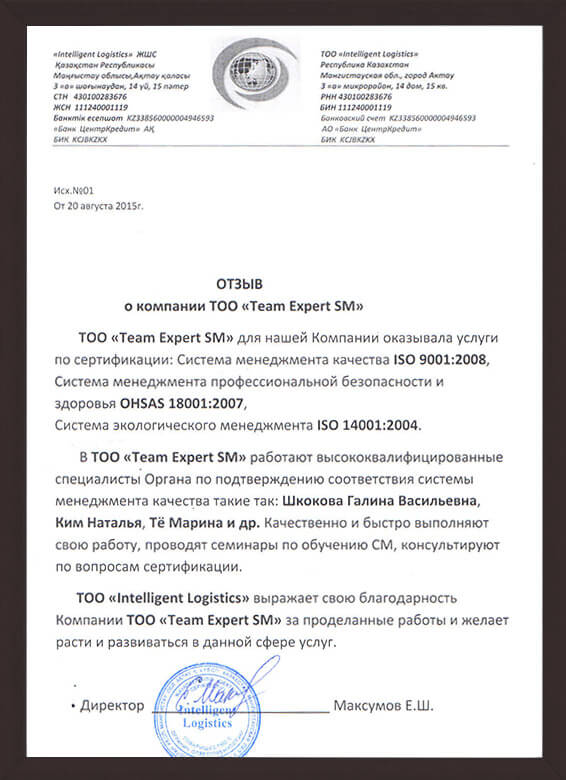 «Intelligent Logistics» ЖШС
Қазақстан Республикасы
Маңғыстау облысы,Ақтау қаласы
3 «а» шағынаудан, 14 үй, 15 пәтер
СТН 430100283676
ЖСН 111240001119
Банктік есепшот KZ338560000004946593
«Банк ЦентрКредит» АҚ
БИК KCJBKZKX
ТОО «Intelligent Logistics»
Республика Казахстан
Мангистауская обл., город Актау
3 «а» микрорайон, 14 дом, 15 кв.
РНН 430100283676
БИН 111240001119
Банковский счет KZ338560000004946593
АО «Банк ЦентрКредит»
БИК KCJBKZKX
Исх.№01
От 20 августа 2015г.
ОТЗЫВ
о компании ТОО «Team Expert SM»
ТОО «Team Expert SM» для нашей Компании оказывала услуги
по сертификации: Система менеджмента качества ISO 9001:2008,
Система менеджмента профессиональной безопасности и
здоровья OHSAS 18001:2007,
Система экологического менеджмента ISO 14001:2004.
В ТОО «Team Expert SM» работают высококвалифицированные
специалисты Органа по подтверждению соответствия системы
менеджмента качества такие так: Шкокова Галина Васильевна,
Ким Наталья, Тё Марина и др. Качественно и быстро выполняют
свою работу, проводят семинары по обучению СМ, консультируют
по вопросам сертификации.
ТОО «Intelligent Logistics» выражает свою благодарность
Компании ТОО «Team Expert SM» за проделанные работы и желает
расти и развиваться в данной сфере услуг.
Директор Максумов Е.Ш.
Intelligent
Logistics